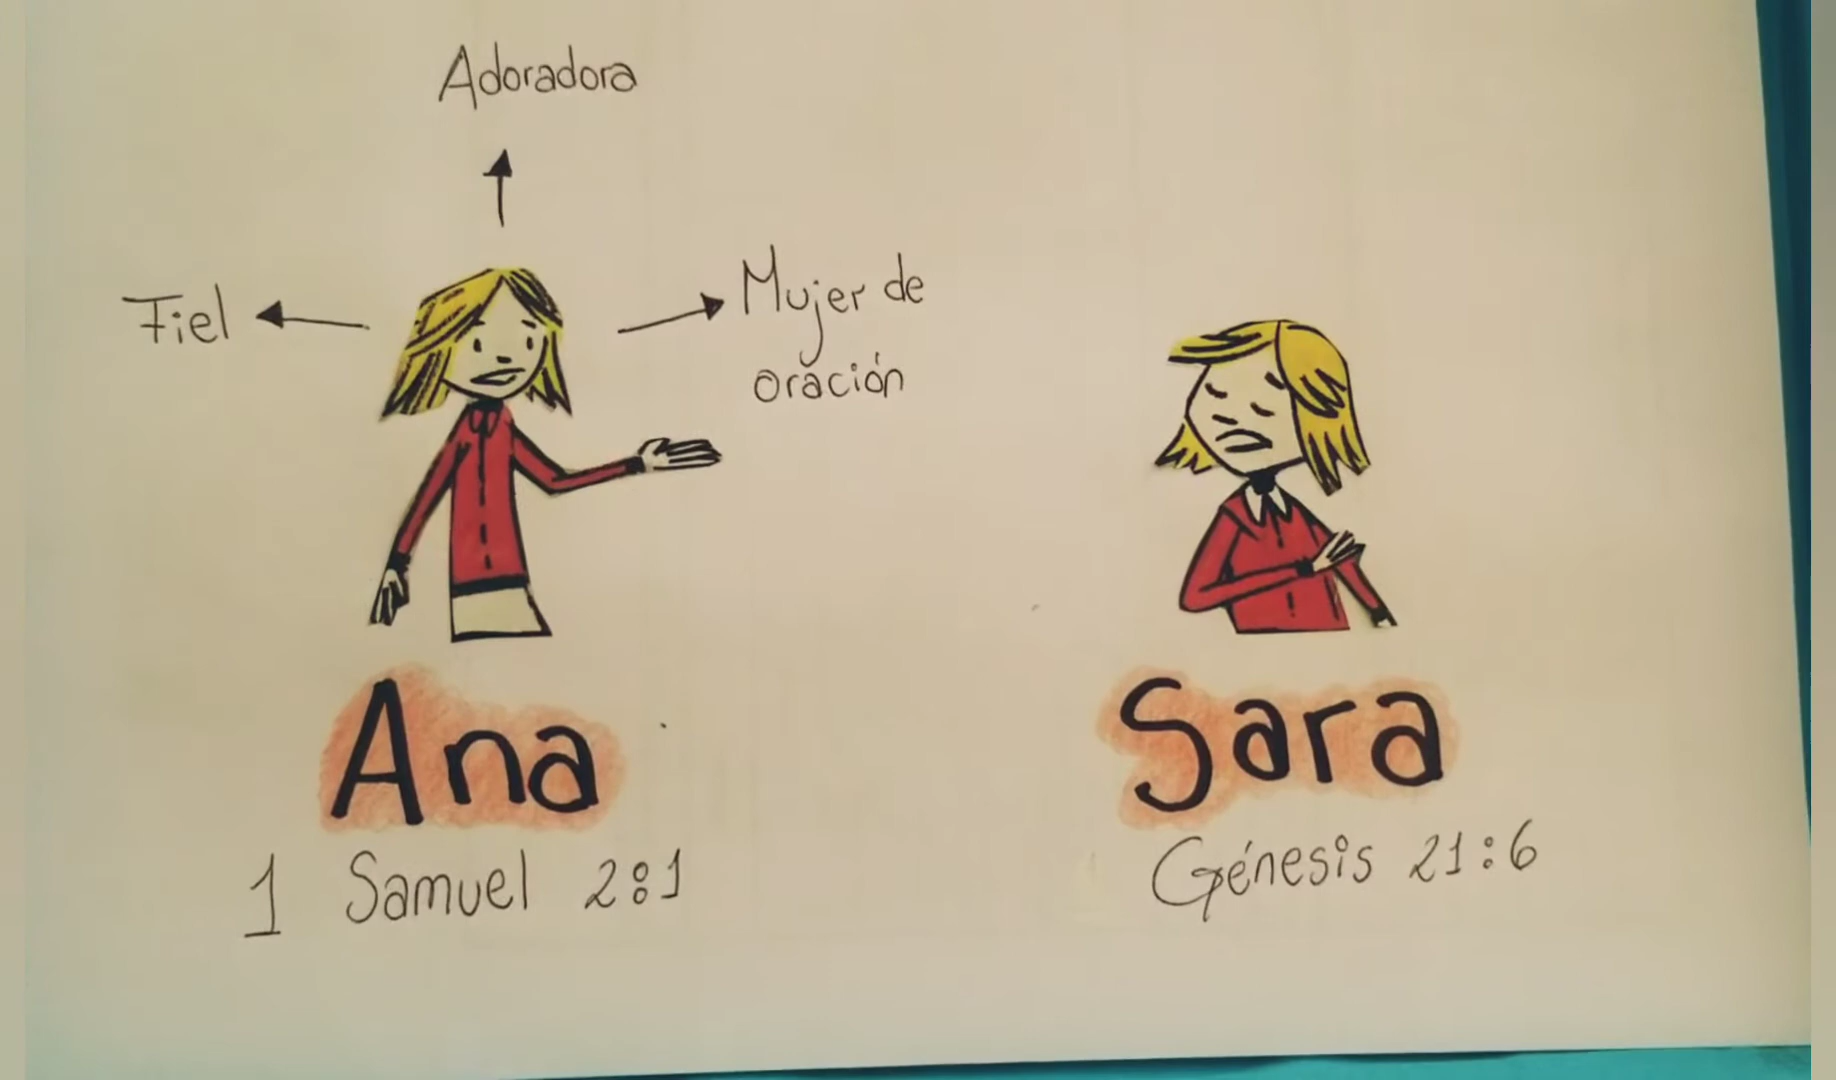 Adoradora
Fiel
Mujer de
oración
Ana
Sara
1 Samuel 2:1
Génesis 21:6